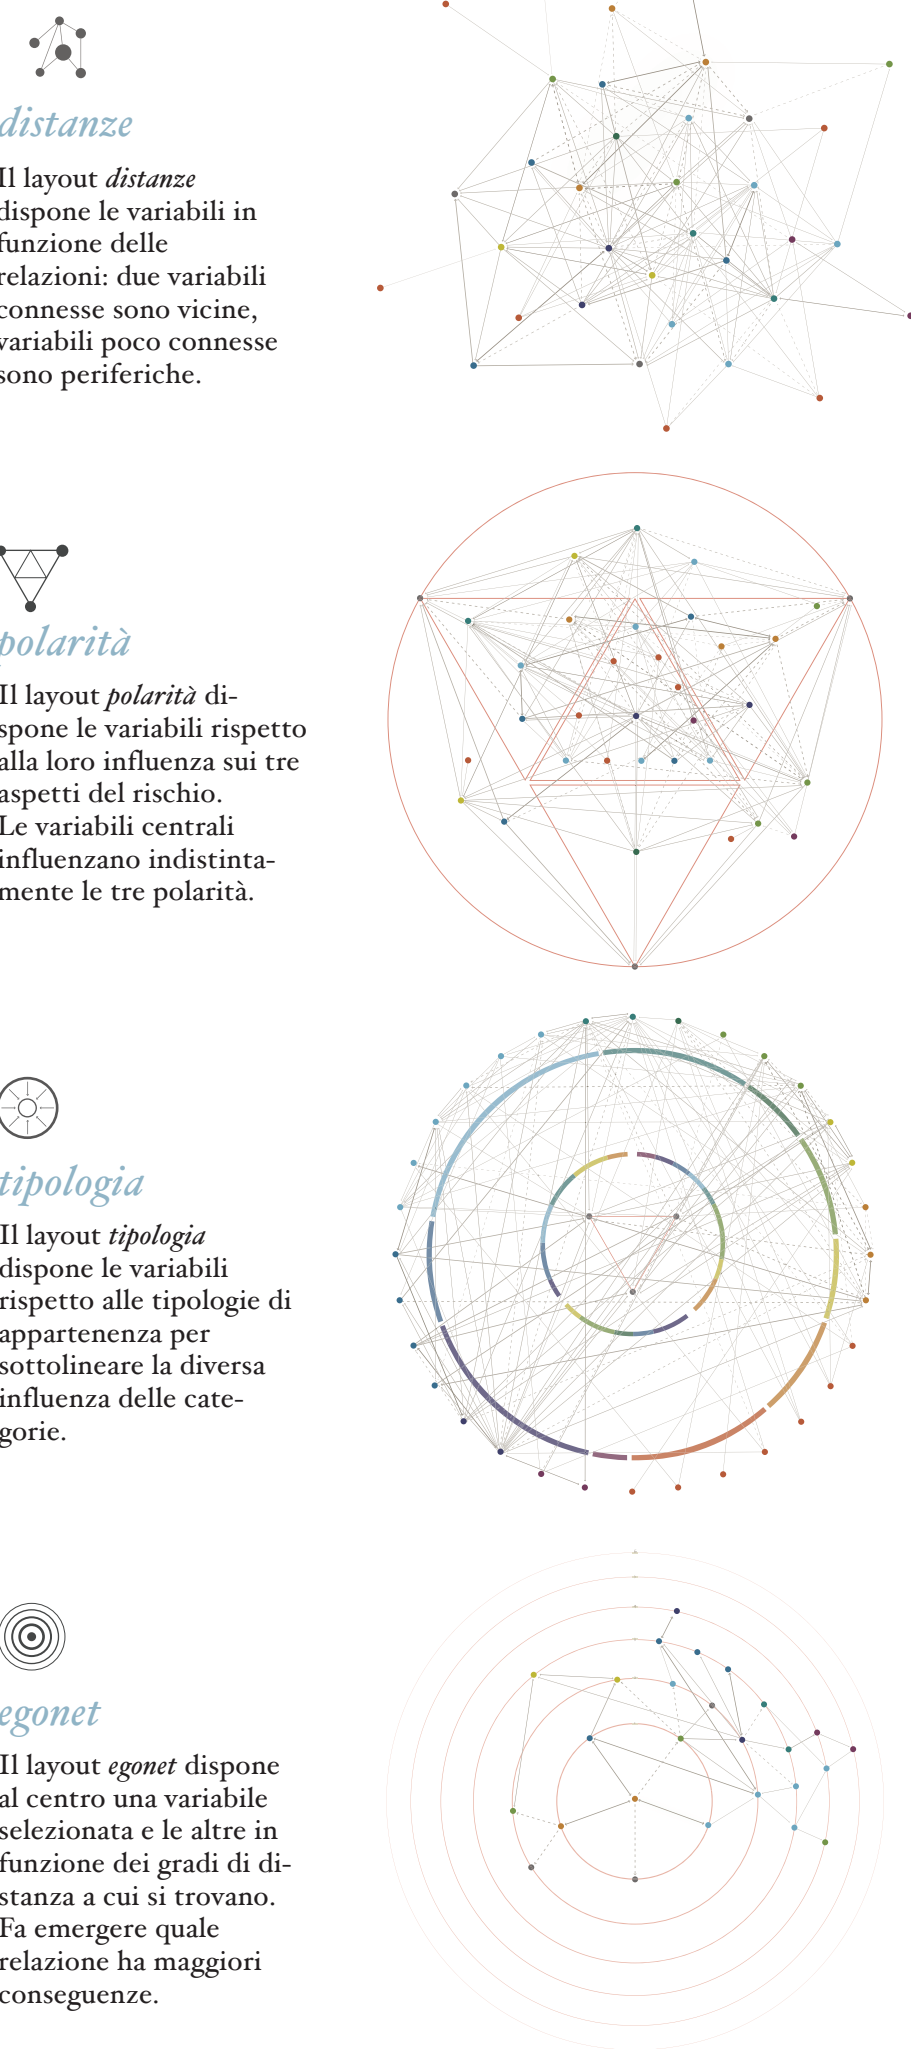 distanze
Il layout distanze
dispone le variabili in
funzione delle
relazioni: due variabili
connesse sono vicine,
variabili poco connesse
sono periferiche.
polarità
Il layout polarità di-
spone le variabili rispetto
alla loro influenza sui tre
aspetti del rischio.
Le variabili centrali
influenzano indistinta-
mente le tre polarità.
tipologia
Il layout tipologia
dispone le variabili
rispetto alle tipologie di
appartenenza per
sottolineare la diversa
influenza delle cate-
gorie.
egonet
Il layout egonet dispone
al centro una variabile
selezionata e le altre in
funzione dei gradi di di-
stanza a cui si trovano.
Fa emergere quale
relazione ha maggiori
conseguenze.